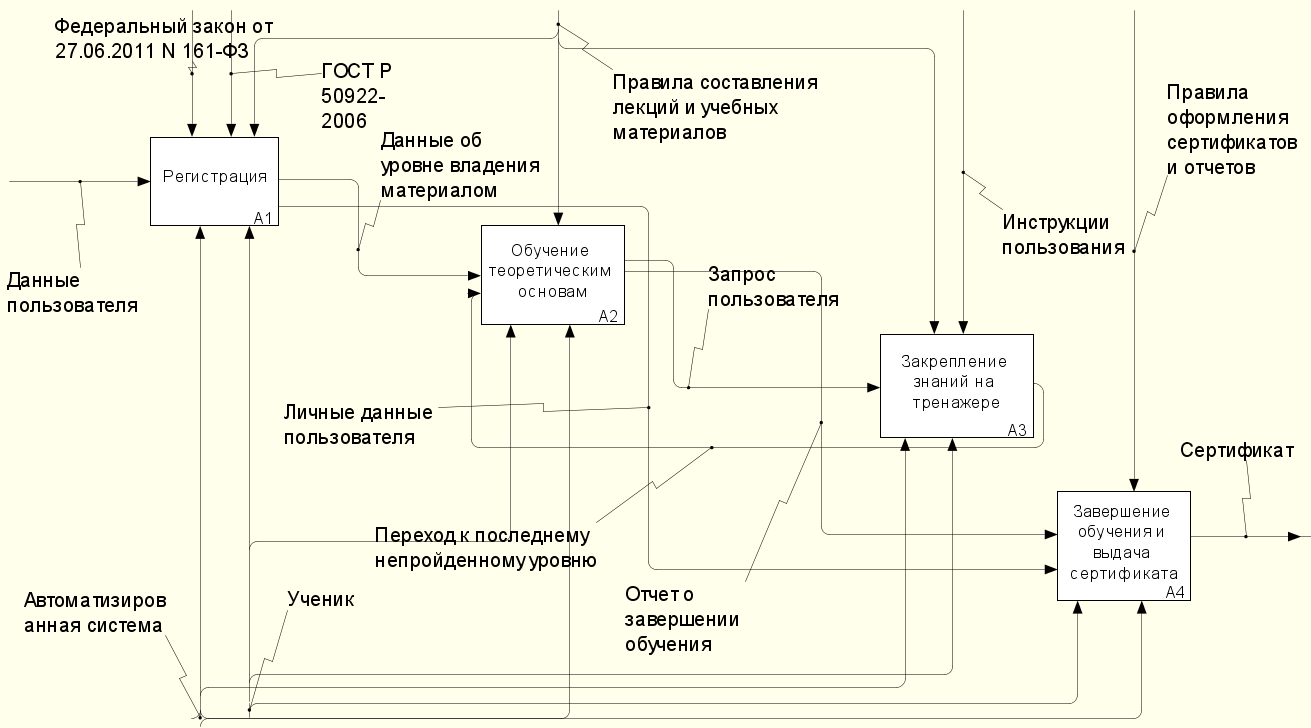 Федеральный закон от
27.06.2011 N 161-ФЗ
ГОСТ Р
50922-
2006
Правила составления
лекций и учебных
материалов
Правила
оформления
сертификатов
и отчетов
Данные об
уровне владения
материалом
Регистрация
A1
Инструкции
пользования
Данные
пользователя
Обучение
теоретическим
основам
A2
Запрос
пользователя
Закрепление
знаний на
тренажере
A3
Личные данные
пользователя
Сертификат
Завершение
обучения и
выдача
сертификата
A4
Переход к последнему
непройденному уровню
Автоматизиров
анная система
Ученик
Отчет о
завершении
обучения